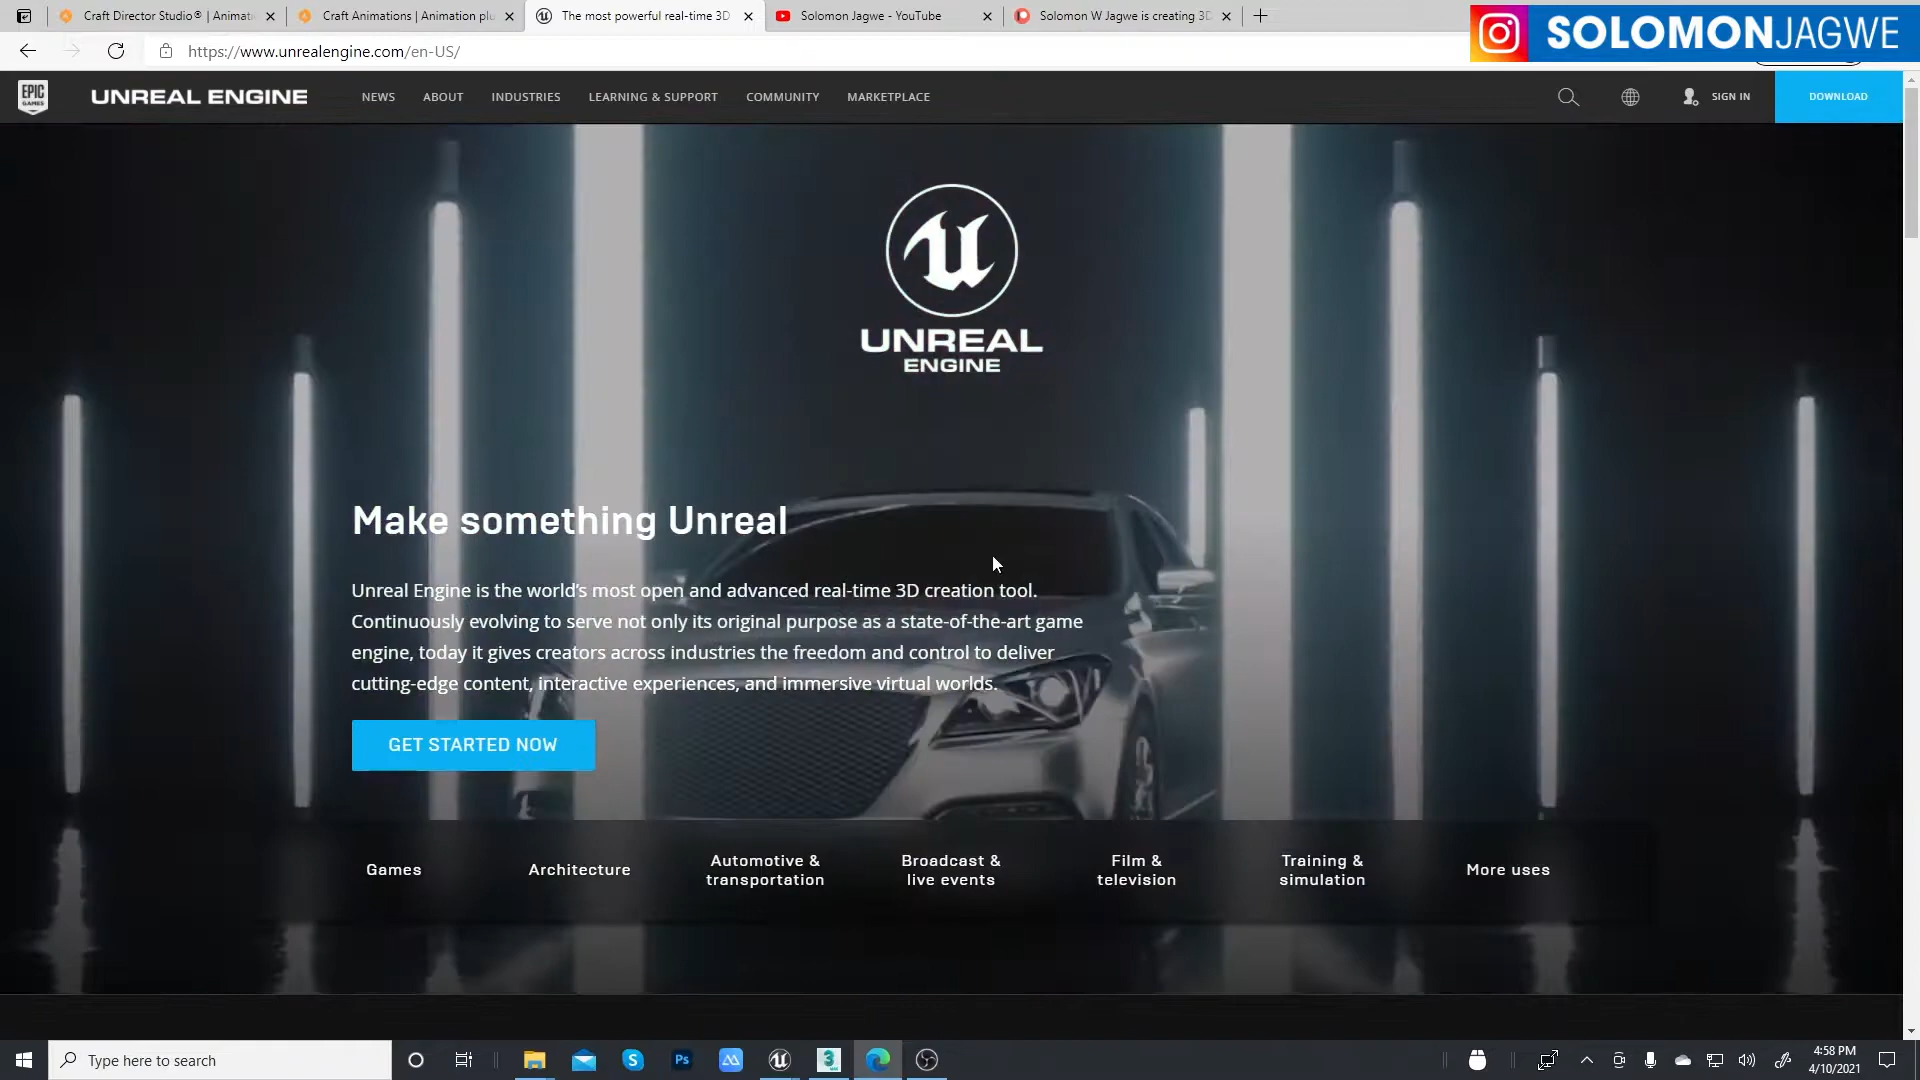 Craft Director Studio® | Animat
Craft Animations | Animation plu
The most powerful real-time 3D
Solomon Jagwe - YouTube
Solomon W Jagwe is creating 3D
SOLOMONJAGWE
https://www.unrealengine.com/en-US/
EPIC GAMES
UNREAL ENGINE
NEWS
ABOUT
INDUSTRIES
LEARNING & SUPPORT
COMMUNITY
MARKETPLACE
SIGN IN
DOWNLOAD
UNREAL
ENGINE
Make something Unreal
Unreal Engine is the world's most open and advanced real-time 3D creation tool.
Continuously evolving to serve not only its original purpose as a state-of-the-art game
engine, today it gives creators across industries the freedom and control to deliver
cutting-edge content, interactive experiences, and immersive virtual worlds.
GET STARTED NOW
Games
Architecture
Automotive &
transportation
Broadcast &
live events
Film &
television
Training &
simulation
More uses
Type here to search
Ps
3
4:58 PM
4/10/2021